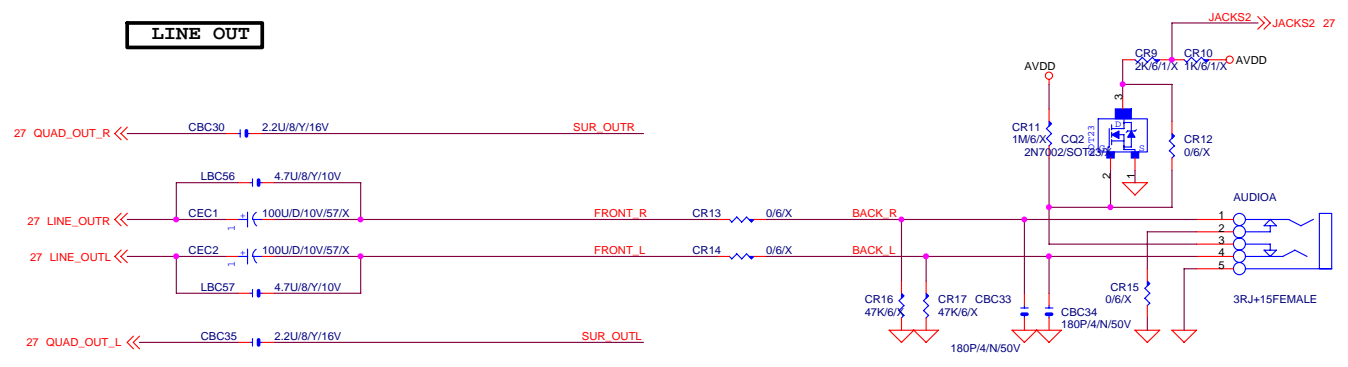 LINE OUT
JACKS2
JACKS2 27
CR9
2K/6/1/X
CR10
1K/6/1/X
AVDD
AVDD
3
CR11
1M/6/X
CQ2
2N7002/SOT23/X
D
G
S
2
1
CR12
0/6/X
27 QUAD_OUT_R
CBC30
2.2U/8/Y/16V
SUR_OUTR
LBC56
4.7U/8/Y/10V
27 LINE_OUTR
CEC1
1
+
100U/D/10V/57/X
FRONT_R
CR13
0/6/X
BACK_R
27 LINE_OUTL
CEC2
1
+
100U/D/10V/57/X
FRONT_L
CR14
0/6/X
BACK_L
LBC57
4.7U/8/Y/10V
27 QUAD_OUT_L
CBC35
2.2U/8/Y/16V
SUR_OUTL
CR16
47K/6/X
CR17
47K/6/X
CBC33
180P/4/N/50V
CBC34
180P/4/N/50V
CR15
0/6/X
AUDIOA
1
2
3
4
5
3RJ+15FEMALE